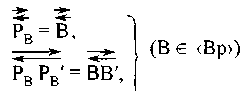 P_B = B,
P_B P_B' = BB', } (B ∈ ‹Bp›)